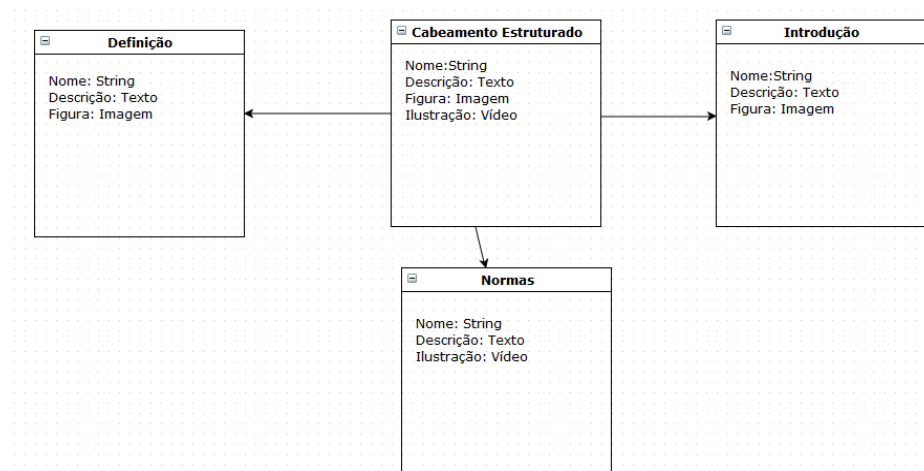 Definição
Nome: String
Descrição: Texto
Figura: Imagem
Cabeamento Estruturado
Nome:String
Descrição: Texto
Figura: Imagem
Ilustração: Vídeo
Introdução
Nome:String
Descrição: Texto
Figura: Imagem
Normas
Nome: String
Descrição: Texto
Ilustração: Vídeo